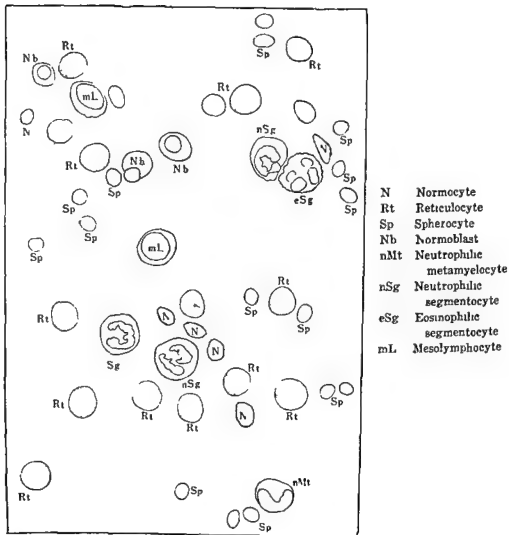 Sp
Rt
Rt
Nb
mL
Rt
N
nSg
Sp
N
Rt
Nb
Nb
Sp
Sp
eSg
Sp
Sp
Sp
Sp
mL
N Normocyte
Rt Reticulocyte
Sp Spherocyte
Nb Normoblast
nMt Neutrophilic
metamyelocyte
nSg Neutrophilic
segmentocyte
eSg Eosinophilic
segmentocyte
mL Mesolymphocyte
Rt
Sp
Rt
N
Sp
N
N
Sg
nSg
Rt
Rt
Rt
Rt
N
Rt
Sp
Rt
Sp
nMt
Sp